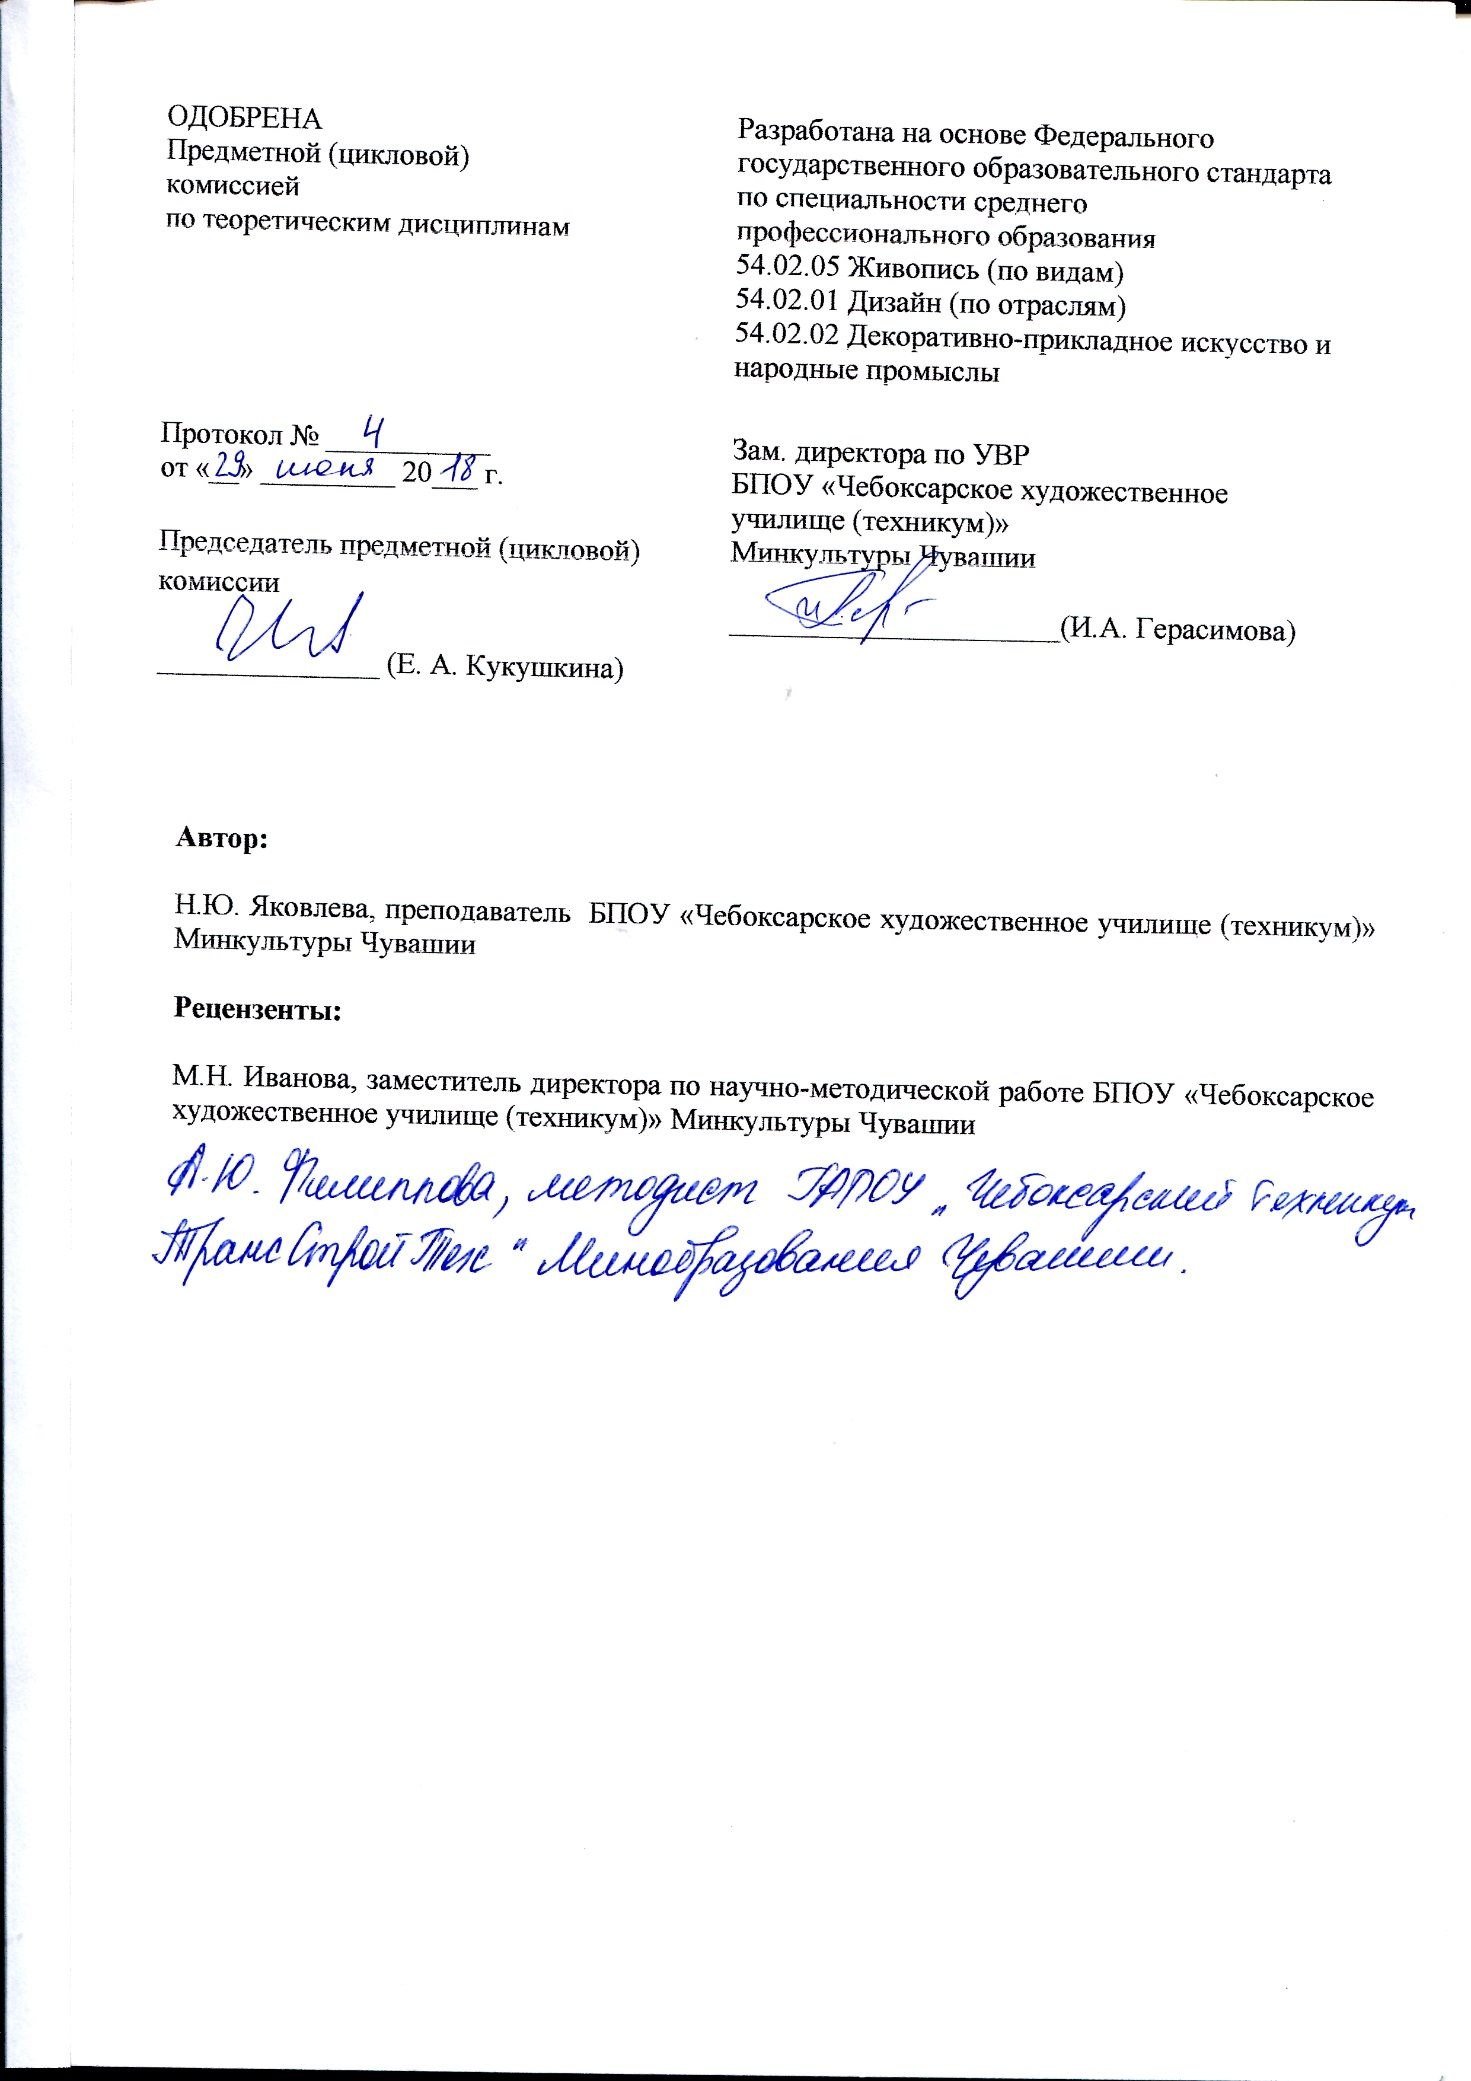 ОДОБРЕНА
Предметной (цикловой)
комиссией
по теоретическим дисциплинам
Протокол № 4
от «29» июня 2018 г.
Председатель предметной (цикловой)
комиссии
(Е. А. Кукушкина)
Разработана на основе Федерального
государственного образовательного стандарта
по специальности среднего
профессионального образования
54.02.05 Живопись (по видам)
54.02.01 Дизайн (по отраслям)
54.02.02 Декоративно-прикладное искусство и
народные промыслы
Зам. директора по УВР
БПОУ «Чебоксарское художественное
училище (техникум)»
Минкультуры Чувашии
(И.А. Герасимова)
Автор:
Н.Ю. Яковлева, преподаватель БПОУ «Чебоксарское художественное училище (техникум)»
Минкультуры Чувашии
Рецензенты:
М.Н. Иванова, заместитель директора по научно-методической работе БПОУ «Чебоксарское
художественное училище (техникум)» Минкультуры Чувашии
А.Ю. Филиппова, методист ГАПОУ „Чебоксарский техникум
ТрансСтройТех" Минобразования Чувашии.